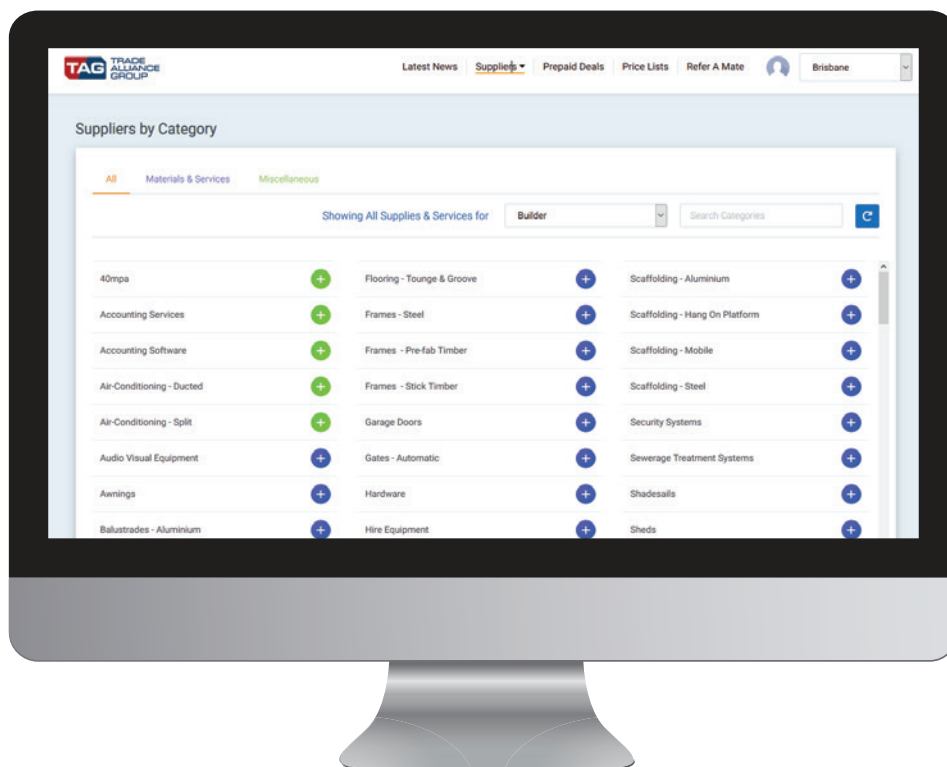 TAG TRADE
ALLIANCE
GROUP
Latest News Suppliers Prepaid Deals Price Lists Refer A Mate Brisbane
Suppliers by Category
All Materials & Services Miscellaneous
Showing All Supplies & Services for Builder Search Categories
40mpa Flooring - Tounge & Groove Scaffolding - Aluminium
Accounting Services Frames - Steel Scaffolding - Hang On Platform
Accounting Software Frames - Pre-fab Timber Scaffolding - Mobile
Air-Conditioning - Ducted Frames - Stick Timber Scaffolding - Steel
Air-Conditioning - Split Garage Doors Security Systems
Audio Visual Equipment Gates - Automatic Sewerage Treatment Systems
Awnings Hardware Shadesails
Balustrades - Aluminium Hire Equipment Sheds